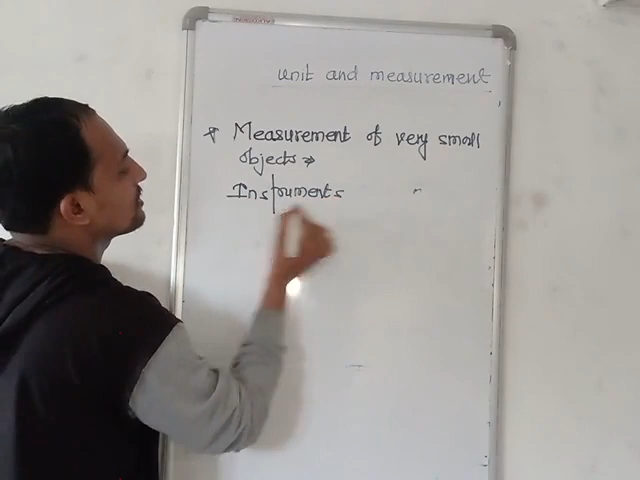 unit and measurement
* Measurement of very small
objects →
Instruments